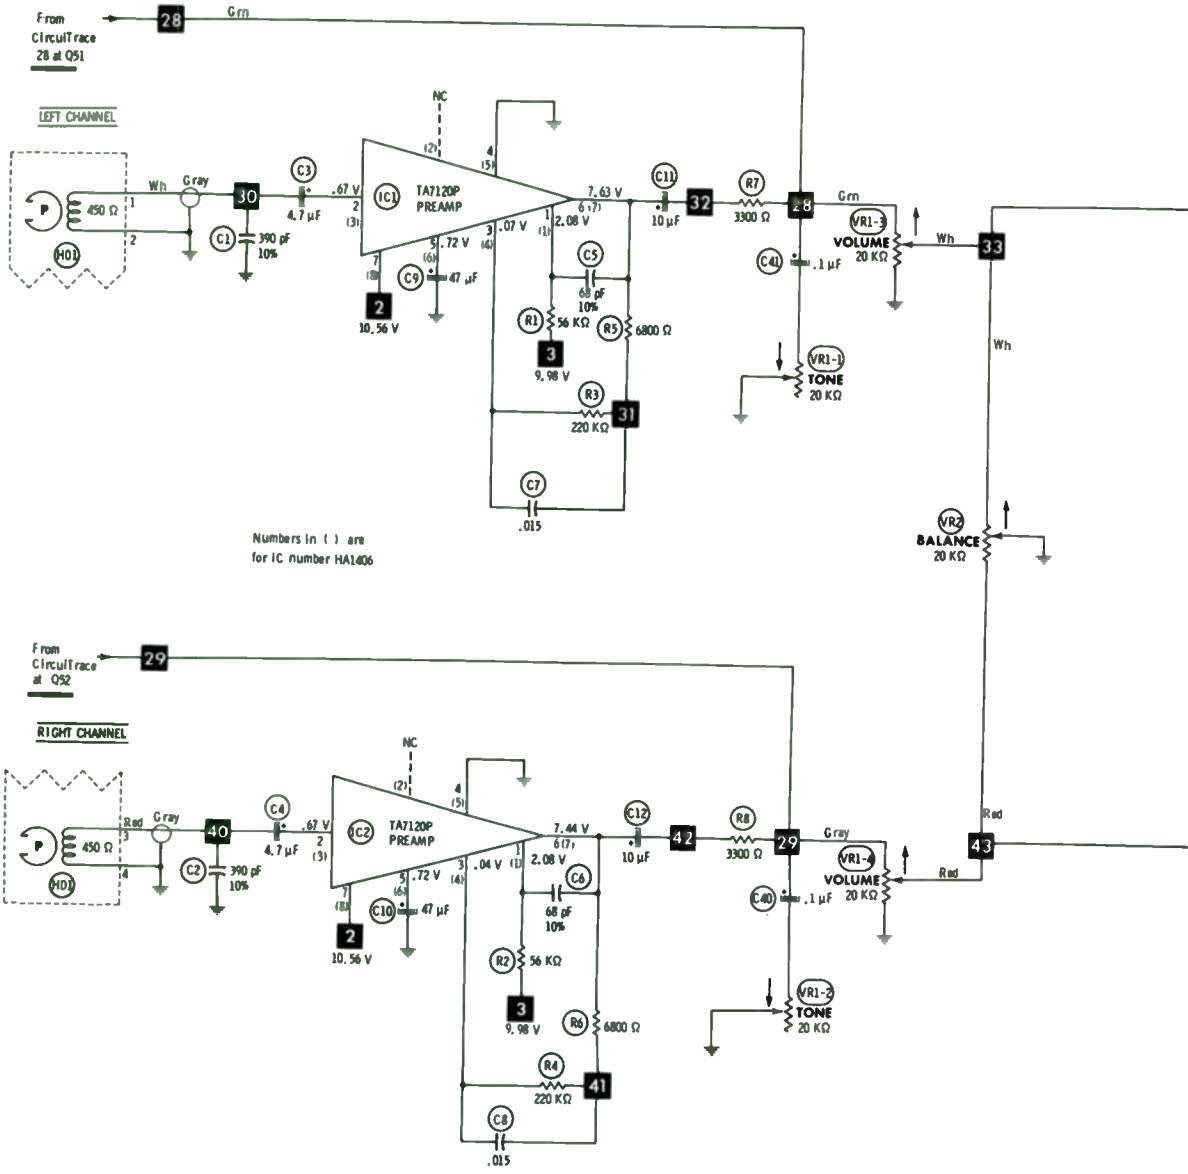 From
CircuiTrace
28 at Q51
28
Grn
LEFT CHANNEL
P
450 Ω
1
2
HD1
Wh
Gray
30
C1
390 pF
10%
C3
4.7 µF
.67 V
2
(3)
IC1
TA7120P
PREAMP
NC
(2)
4
(5)
7
(8)
2
10.56 V
5
(6)
.72 V
C9
47 µF
3
(4)
.07 V
1
(1)
2.08 V
7.63 V
6 (7)
C5
68 pF
10%
R1
56 KΩ
3
9.98 V
R5
6800 Ω
R3
220 KΩ
31
C7
.015
C11
10 µF
32
R7
3300 Ω
28
Grn
C41
.1 µF
VR1-3
VOLUME
20 KΩ
Wh
33
VR1-1
TONE
20 KΩ
Wh
VR2
BALANCE
20 KΩ
Numbers in ( ) are
for IC number HA1406
From
CircuiTrace
at Q52
29
RIGHT CHANNEL
P
450 Ω
3
4
HD1
Red
Gray
40
C2
390 pF
10%
C4
4.7 µF
.67 V
2
(3)
IC2
TA7120P
PREAMP
NC
(2)
4
(5)
7
(8)
2
10.56 V
5
(6)
.72 V
C10
47 µF
3
(4)
.04 V
1
(1)
2.08 V
7.44 V
6(7)
C6
68 pF
10%
R2
56 KΩ
3
9.98 V
R6
6800 Ω
R4
220 KΩ
41
C8
.015
C12
10 µF
42
R8
3300 Ω
29
Gray
C40
.1 µF
VR1-4
VOLUME
20 KΩ
Red
Red
43
VR1-2
TONE
20 KΩ